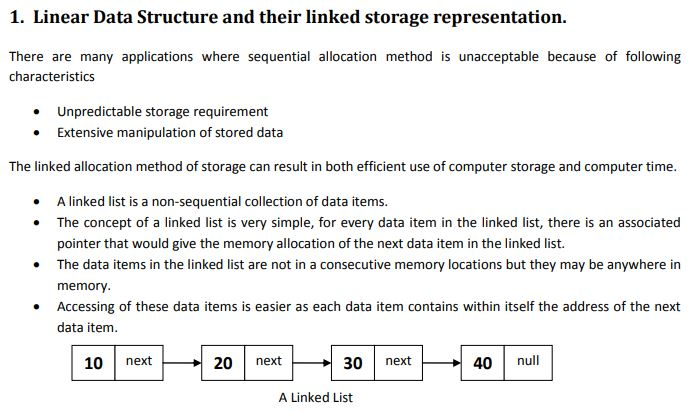 1. Linear Data Structure and their linked storage representation.
There are many applications where sequential allocation method is unacceptable because of following
characteristics
• Unpredictable storage requirement
• Extensive manipulation of stored data
The linked allocation method of storage can result in both efficient use of computer storage and computer time.
• A linked list is a non-sequential collection of data items.
• The concept of a linked list is very simple, for every data item in the linked list, there is an associated
pointer that would give the memory allocation of the next data item in the linked list.
• The data items in the linked list are not in a consecutive memory locations but they may be anywhere in
memory.
• Accessing of these data items is easier as each data item contains within itself the address of the next
data item.
10 next 20 next 30 next 40 null
A Linked List